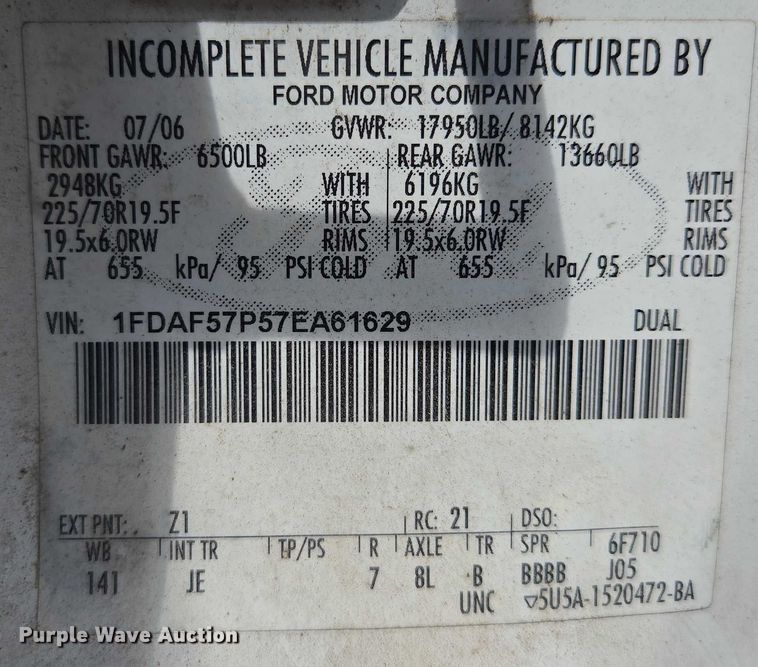 INCOMPLETE VEHICLE MANUFACTURED BY
FORD MOTOR COMPANY
DATE: 07/06 GVWR: 17950LB/ 8142KG
FRONT GAWR: 6500LB REAR GAWR: 13660LB
2948KG WITH 6196KG WITH
225/70R19.5F TIRES 225/70R19.5F TIRES
19.5x6.0RW RIMS 19.5x6.0RW RIMS
AT 655 kPa/ 95 PSI COLD AT 655 kPa/ 95 PSI COLD
VIN: 1FDAF57P57EA61629 DUAL
EXT PNT: Z1 RC: 21 DSO:
WB INT TR TP/PS R AXLE TR SPR 6F710
141 JE 7 8L B BBBB J05
UNC ▽5U5A-1520472-BA
Purple Wave Auction